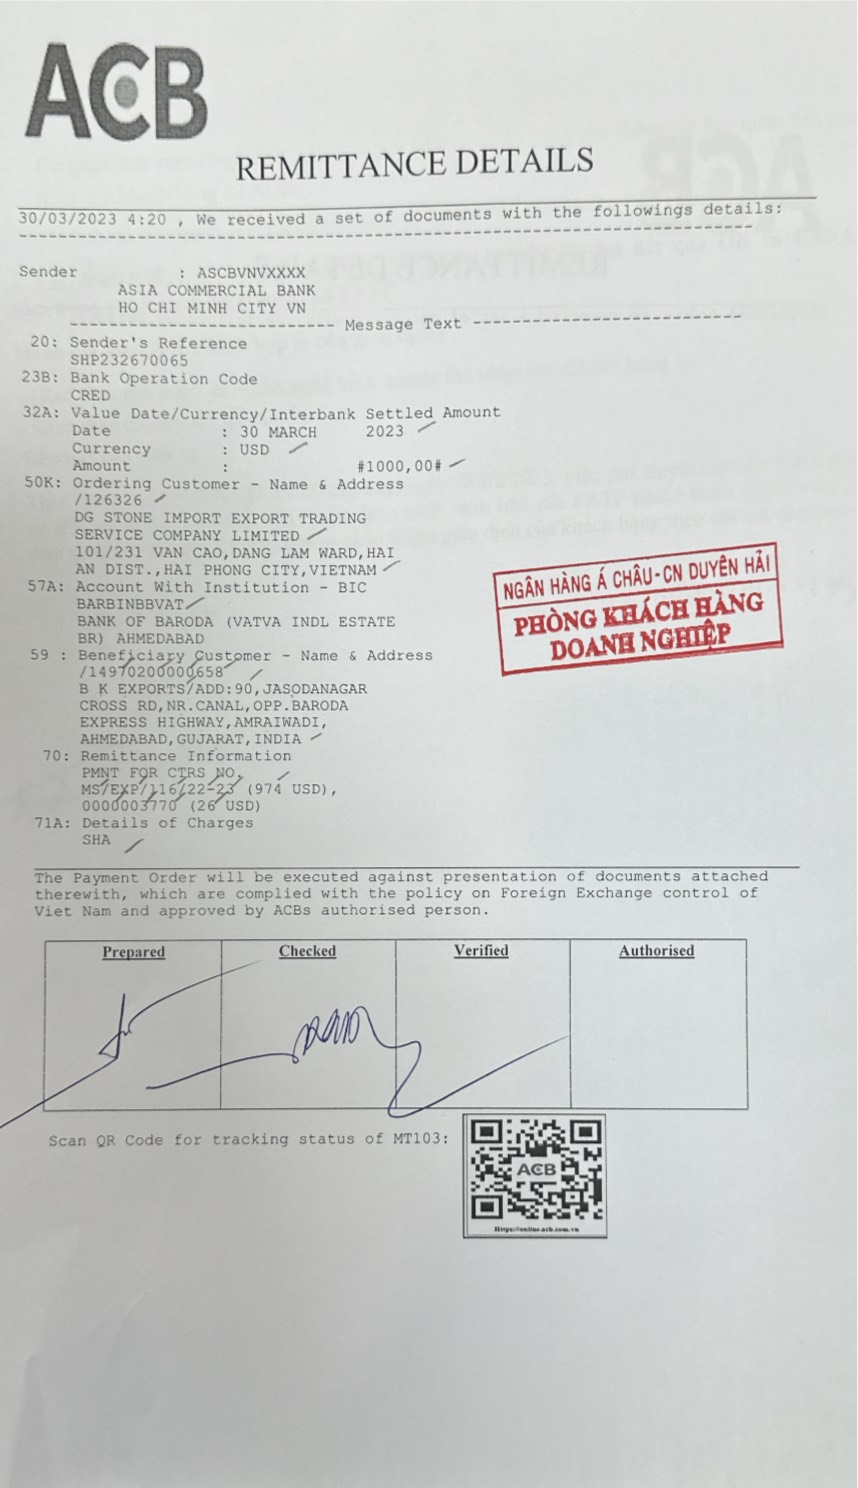 ACB
REMITTANCE DETAILS
30/03/2023 4:20 , We received a set of documents with the followings details:
Sender : ASCBVNVXXXX
ASIA COMMERCIAL BANK
HO CHI MINH CITY VN
Message Text
20: Sender's Reference
SHP232670065
23B: Bank Operation Code
CRED
32A: Value Date/Currency/Interbank Settled Amount
Date : 30 MARCH 2023
Currency : USD
Amount : #1000,00#
50K: Ordering Customer - Name & Address
/126326
DG STONE IMPORT EXPORT TRADING
SERVICE COMPANY LIMITED
101/231 VAN CAO,DANG LAM WARD,HAI
AN DIST.,HAI PHONG CITY,VIETNAM
57A: Account With Institution - BIC
BARBINBBVAT
BANK OF BARODA (VATVA INDL ESTATE
BR) AHMEDABAD
NGÂN HÀNG Á CHÂU-CN DUYÊN HẢI
PHÒNG KHÁCH HÀNG
DOANH NGHIỆP
59 : Beneficiary Customer - Name & Address
/14970200000658
B K EXPORTS/ADD:90,JASODANAGAR
CROSS RD,NR.CANAL,OPP.BARODA
EXPRESS HIGHWAY,AMRAIWADI,
AHMEDABAD,GUJARAT,INDIA
70: Remittance Information
PMNT FOR CTRS NO.
MS/EXP/116/22-23 (974 USD),
0000003770 (26 USD)
71A: Details of Charges
SHA
The Payment Order will be executed against presentation of documents attached
therewith, which are complied with the policy on Foreign Exchange control of
Viet Nam and approved by ACBs authorised person.
Prepared Checked Verified Authorised
Scan QR Code for tracking status of MT103:
ACB
Https://online.acb.com.vn